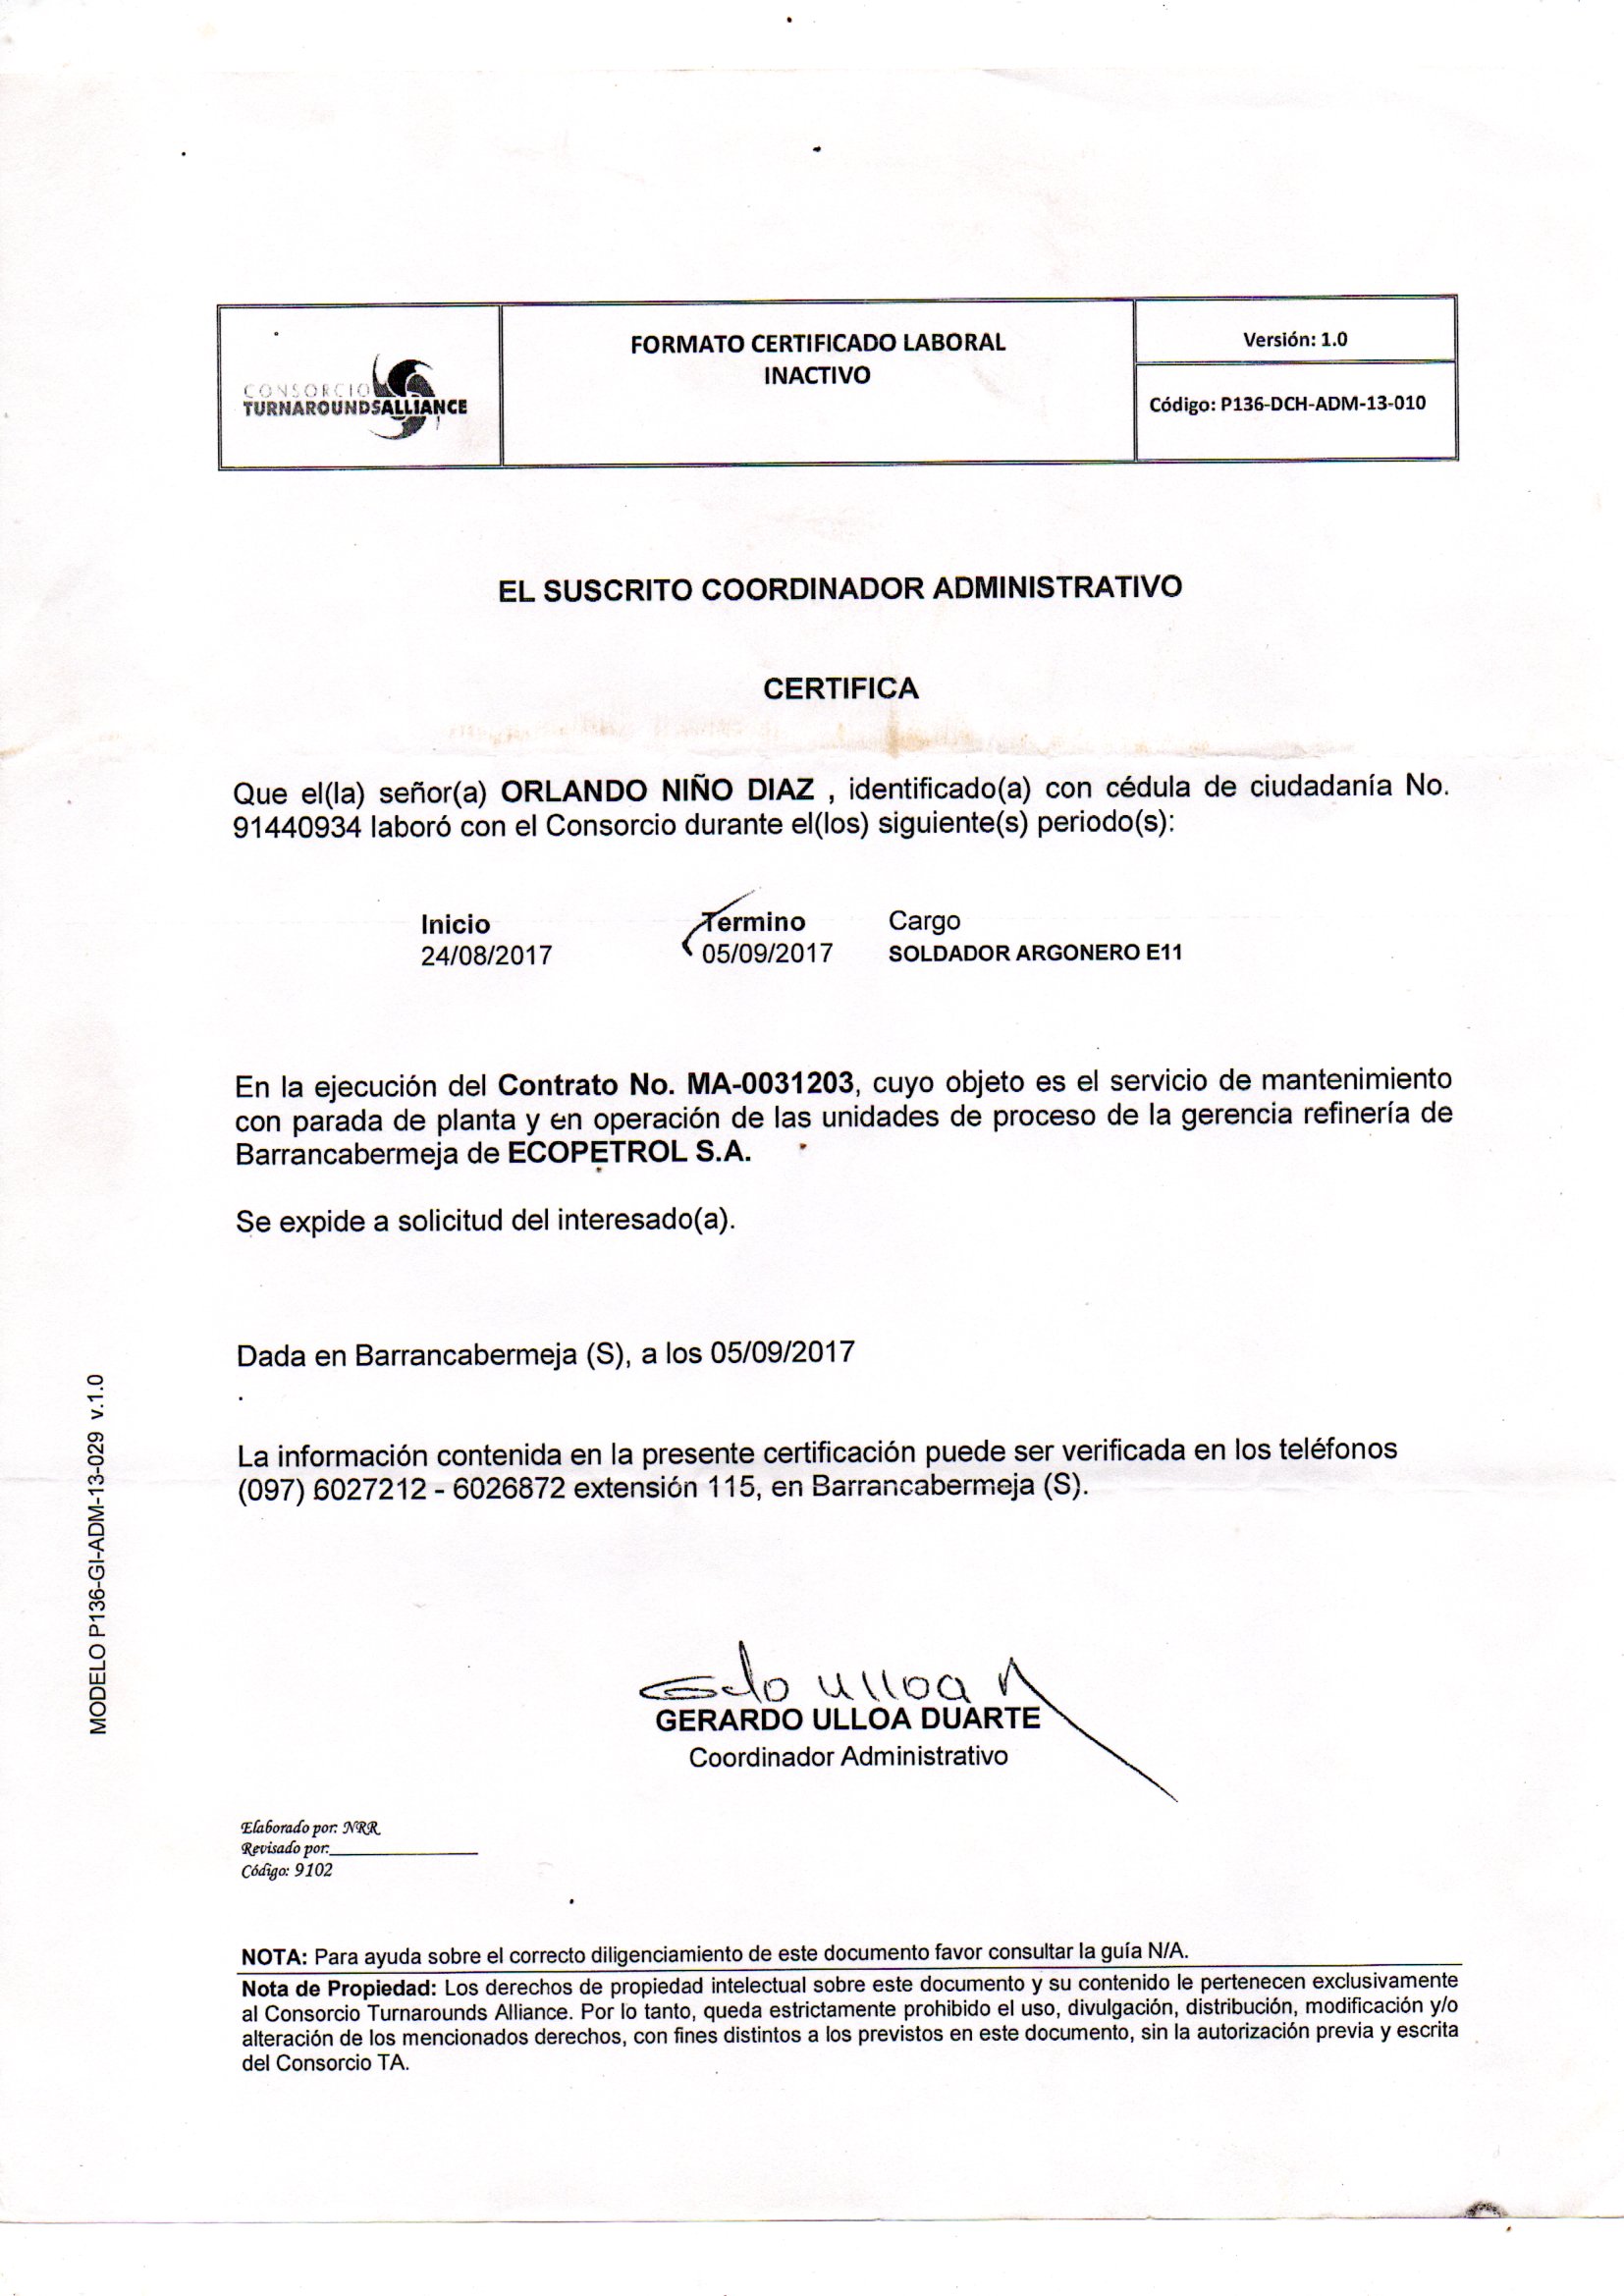 CONSORCIO
TURNAROUNDSALLIANCE
FORMATO CERTIFICADO LABORAL
INACTIVO
Versión: 1.0
Código: P136-DCH-ADM-13-010
EL SUSCRITO COORDINADOR ADMINISTRATIVO
CERTIFICA
Que el(la) señor(a) ORLANDO NIÑO DIAZ , identificado(a) con cédula de ciudadanía No.
91440934 laboró con el Consorcio durante el(los) siguiente(s) periodo(s):
Inicio Termino Cargo
24/08/2017 05/09/2017 SOLDADOR ARGONERO E11
En la ejecución del Contrato No. MA-0031203, cuyo objeto es el servicio de mantenimiento
con parada de planta y en operación de las unidades de proceso de la gerencia refinería de
Barrancabermeja de ECOPETROL S.A.
Se expide a solicitud del interesado(a).
Dada en Barrancabermeja (S), a los 05/09/2017
La información contenida en la presente certificación puede ser verificada en los teléfonos
(097) 6027212 - 6026872 extensión 115, en Barrancabermeja (S).
Gdo Ulloa
GERARDO ULLOA DUARTE
Coordinador Administrativo
Elaborado por: NRR
Revisado por:
Código: 9102
NOTA: Para ayuda sobre el correcto diligenciamiento de este documento favor consultar la guía N/A.
Nota de Propiedad: Los derechos de propiedad intelectual sobre este documento y su contenido le pertenecen exclusivamente
al Consorcio Turnarounds Alliance. Por lo tanto, queda estrictamente prohibido el uso, divulgación, distribución, modificación y/o
alteración de los mencionados derechos, con fines distintos a los previstos en este documento, sin la autorización previa y escrita
del Consorcio TA.
MODELO P136-GI-ADM-13-029 v.1.0